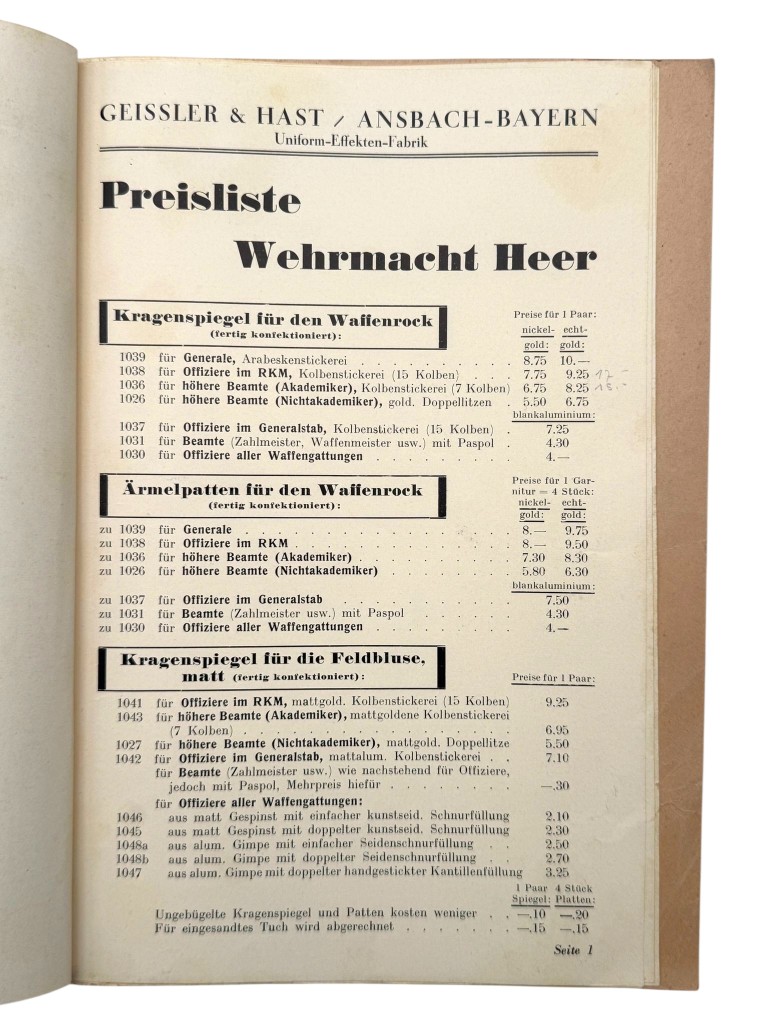 GEISSLER & HAST / ANSBACH-BAYERN
Uniform-Effekten-Fabrik
Preisliste
Wehrmacht Heer
Kragenspiegel für den Waffenrock
(fertig konfektioniert):
Preise für 1 Paar:
nickel- echt-
gold: gold:
1039 für Generale, Arabeskenstickerei . . . . . . . . . . 8.75 10.—
1038 für Offiziere im RKM, Kolbenstickerei (15 Kolben) . . . 7.75 9.25 17.-
1036 für höhere Beamte (Akademiker), Kolbenstickerei (7 Kolben) 6.75 8.25 15.-
1026 für höhere Beamte (Nichtakademiker), gold. Doppellitzen . 5.50 6.75
blankaluminium:
1037 für Offiziere im Generalstab, Kolbenstickerei (15 Kolben) . 7.25
1031 für Beamte (Zahlmeister, Waffenmeister usw.) mit Paspol . 4.30
1030 für Offiziere aller Waffengattungen . . . . . . . . . 4.—
Ärmelpatten für den Waffenrock
(fertig konfektioniert):
Preise für 1 Gar-
nitur = 4 Stück:
nickel- echt-
gold: gold:
zu 1039 für Generale . . . . . . . . . . . . . . . 8.— 9.75
zu 1038 für Offiziere im RKM . . . . . . . . . . . . 8.— 9.50
zu 1036 für höhere Beamte (Akademiker) . . . . . . . . . 7.30 8.30
zu 1026 für höhere Beamte (Nichtakademiker) . . . . . . . 5.80 6.30
blankaluminium:
zu 1037 für Offiziere im Generalstab . . . . . . . . . . 7.50
zu 1031 für Beamte (Zahlmeister usw.) mit Paspol . . . . . . 4.30
zu 1030 für Offiziere aller Waffengattungen . . . . . . . . 4.—
Kragenspiegel für die Feldbluse,
matt (fertig konfektioniert):
Preise für 1 Paar:
1041 für Offiziere im RKM, mattgold. Kolbenstickerei (15 Kolben) 9.25
1043 für höhere Beamte (Akademiker), mattgoldene Kolbenstickerei
(7 Kolben) . . . . . . . . . . . . . . . . 6.95
1027 für höhere Beamte (Nichtakademiker), mattgold. Doppellitze 5.50
1042 für Offiziere im Generalstab, mattalum. Kolbenstickerei . . 7.10
für Beamte (Zahlmeister usw.) wie nachstehend für Offiziere,
jedoch mit Paspol, Mehrpreis hiefür . . . . . . . . —.30
für Offiziere aller Waffengattungen:
1046 aus matt Gespinst mit einfacher kunstseid. Schnurfüllung 2.10
1045 aus matt Gespinst mit doppelter kunstseid. Schnurfüllung 2.30
1048a aus alum. Gimpe mit einfacher Seidenschnurfüllung . . 2.50
1048b aus alum. Gimpe mit doppelter Seidenschnurfüllung . . 2.70
1047 aus alum. Gimpe mit doppelter handgestickter Kantillenfüllung 3.25
1 Paar 4 Stück
Spiegel: Platten:
Ungebügelte Kragenspiegel und Patten kosten weniger . . —.10 —.20
Für eingesandtes Tuch wird abgerechnet . . . . . . . —.15 —.15
Seite 1